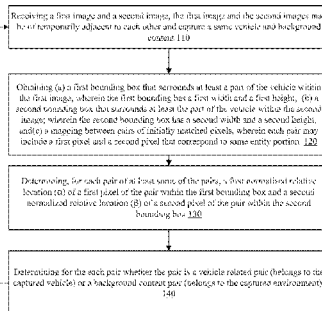 Receiving a first image and a second image, the first image and the second images may
be of temporarily adjacent to each other and capture a same vehicle and background
content 110
Obtaining (a) a first bounding box that surrounds at least a part of the vehicle within
the first image, wherein the first bounding has a first width and a first height, (b) a
second bounding box that surrounds at least the part of the vehicle within the second
image; wherein the second bounding box has a second width and a second height,
and(c) a mapping between pairs of initially matched pixels, wherein each pair may
include a first pixel and a second pixel that correspond to same entity portion 120
Determining, for each pair of at least some of the pairs, a first normalized relative
location (α) of a first pixel of the pair within the first bounding box and a second
normalized relative location (β) of a second pixel of the pair within the second
bounding box 130
Determining for the each pair whether the pair is a vehicle related pair (belongs to the
captured vehicle) or a background content pair (belongs to the captured environment)
140